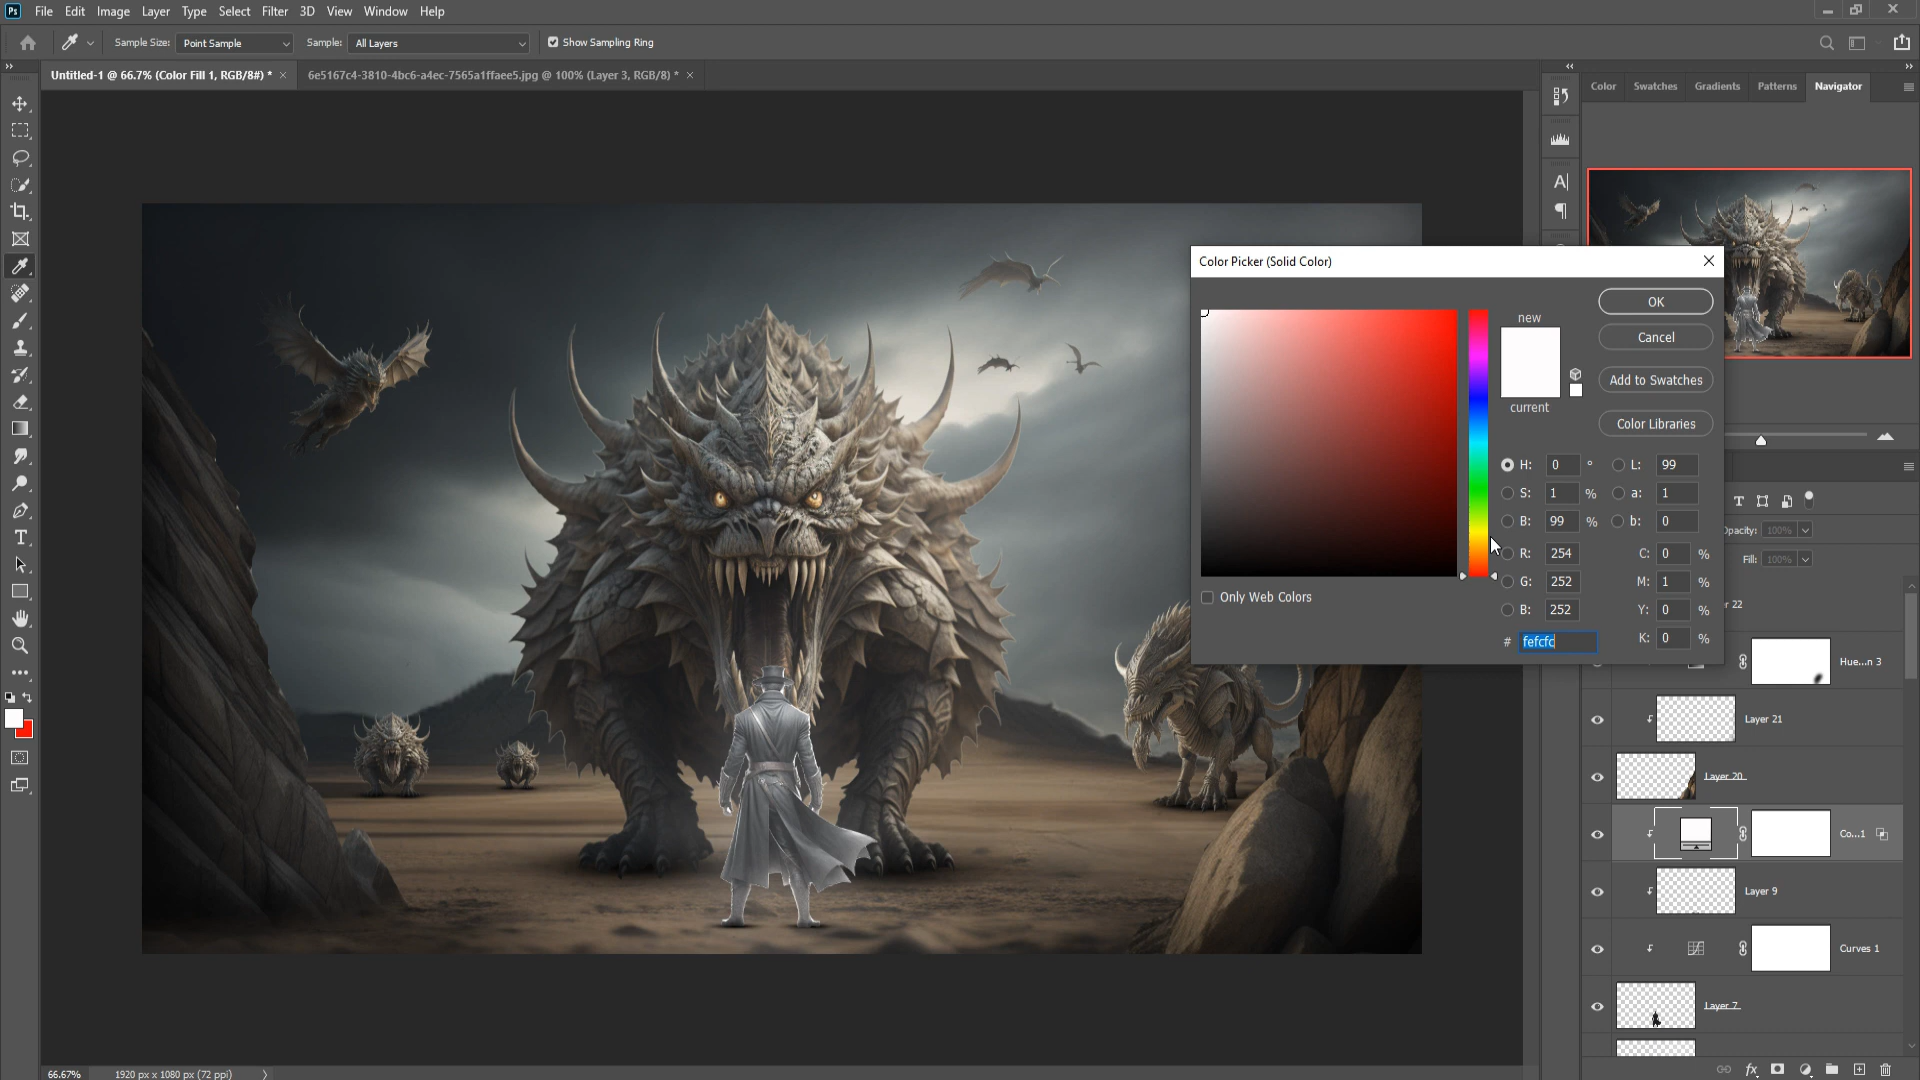 Ps File Edit Image Layer Type Select Filter 3D View Window Help
Sample Size: Point Sample Sample: All Layers Show Sampling Ring
Untitled-1 @ 66.7% (Color Fill 1, RGB/8#) * × 6e5167c4-3810-4bc6-a4ec-7565a1ffaee5.jpg @ 100% (Layer 3, RGB/8) * ×
Color Swatches Gradients Patterns Navigator
Color Picker (Solid Color)
new
current
OK
Cancel
Add to Swatches
Color Libraries
H: 0 ° L: 99
S: 1 % a: 1
B: 99 % b: 0
R: 254 C: 0 %
G: 252 M: 1 %
B: 252 Y: 0 %
# fefcfc K: 0 %
Only Web Colors
Opacity: 100%
Fill: 100%
r 22
Hue...n 3
Layer 21
Layer 20
Co...1
Layer 9
Curves 1
Layer 7
66.67% 1920 px x 1080 px (72 ppi)